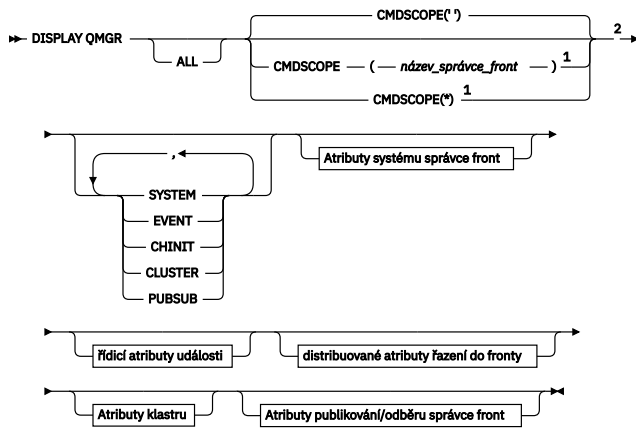 CMDSCOPE(' ')
DISPLAY QMGR
2
ALL
CMDSCOPE ( název_správce_front ) 1
CMDSCOPE(*) 1
,
Atributy systému správce front
SYSTEM
EVENT
CHINIT
CLUSTER
PUBSUB
řídicí atributy události
distribuované atributy řazení do fronty
Atributy klastru
Atributy publikování/odběru správce front